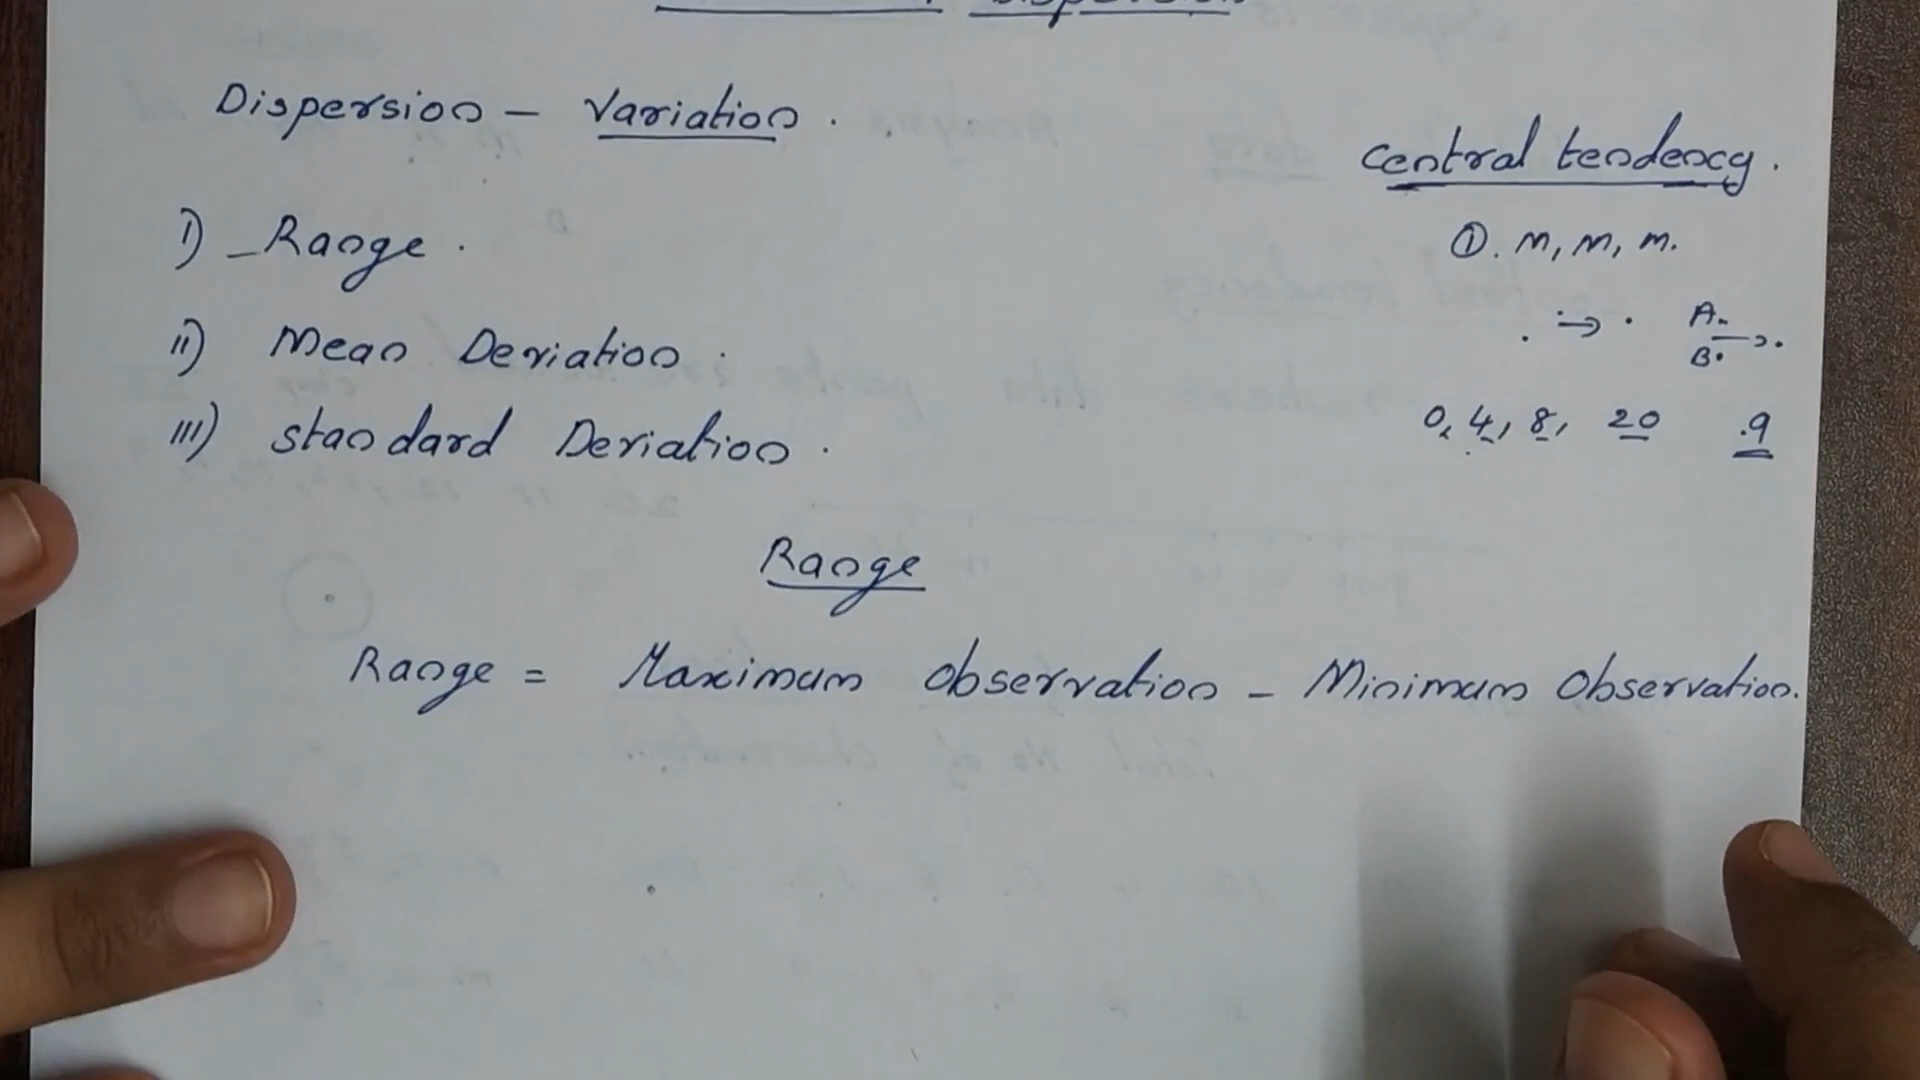 Dispersion
Dispersion - Variation.
i) Range.
ii) Mean Deviation.
iii) Standard Deviation.
Central tendency.
①. M, M, M.
A.
B.
0, 4, 8, 20 .9
Range
Range = Maximum Observation - Minimum Observation.